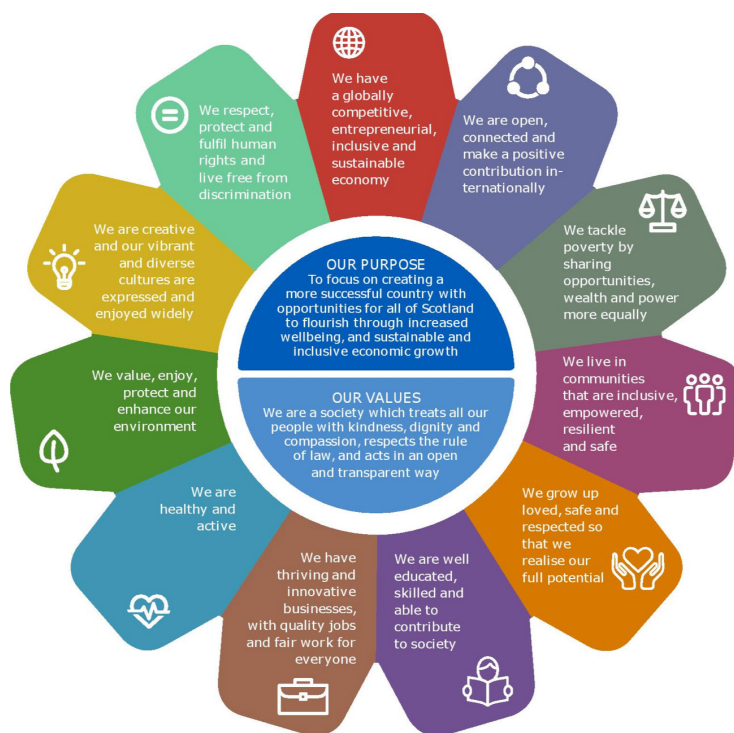 We have
a globally
competitive,
entrepreneurial,
inclusive and
sustainable
economy
We are open,
connected and
make a positive
contribution in-
ternationally
We tackle
poverty by
sharing
opportunities,
wealth and power
more equally
We live in
communities
that are inclusive,
empowered,
resilient
and safe
We grow up
loved, safe and
respected so
that we
realise our
full potential
We are well
educated,
skilled and
able to
contribute
to society
We have
thriving and
innovative
businesses,
with quality jobs
and fair work for
everyone
We are
healthy and
active
We value, enjoy,
protect and
enhance our
environment
We are creative
and our vibrant
and diverse
cultures are
expressed and
enjoyed widely
We respect,
protect and
fulfil human
rights and
live free from
discrimination
OUR PURPOSE
To focus on creating a
more successful country with
opportunities for all of Scotland
to flourish through increased
wellbeing, and sustainable and
inclusive economic growth
OUR VALUES
We are a society which treats all our
people with kindness, dignity and
compassion, respects the rule
of law, and acts in an open
and transparent way